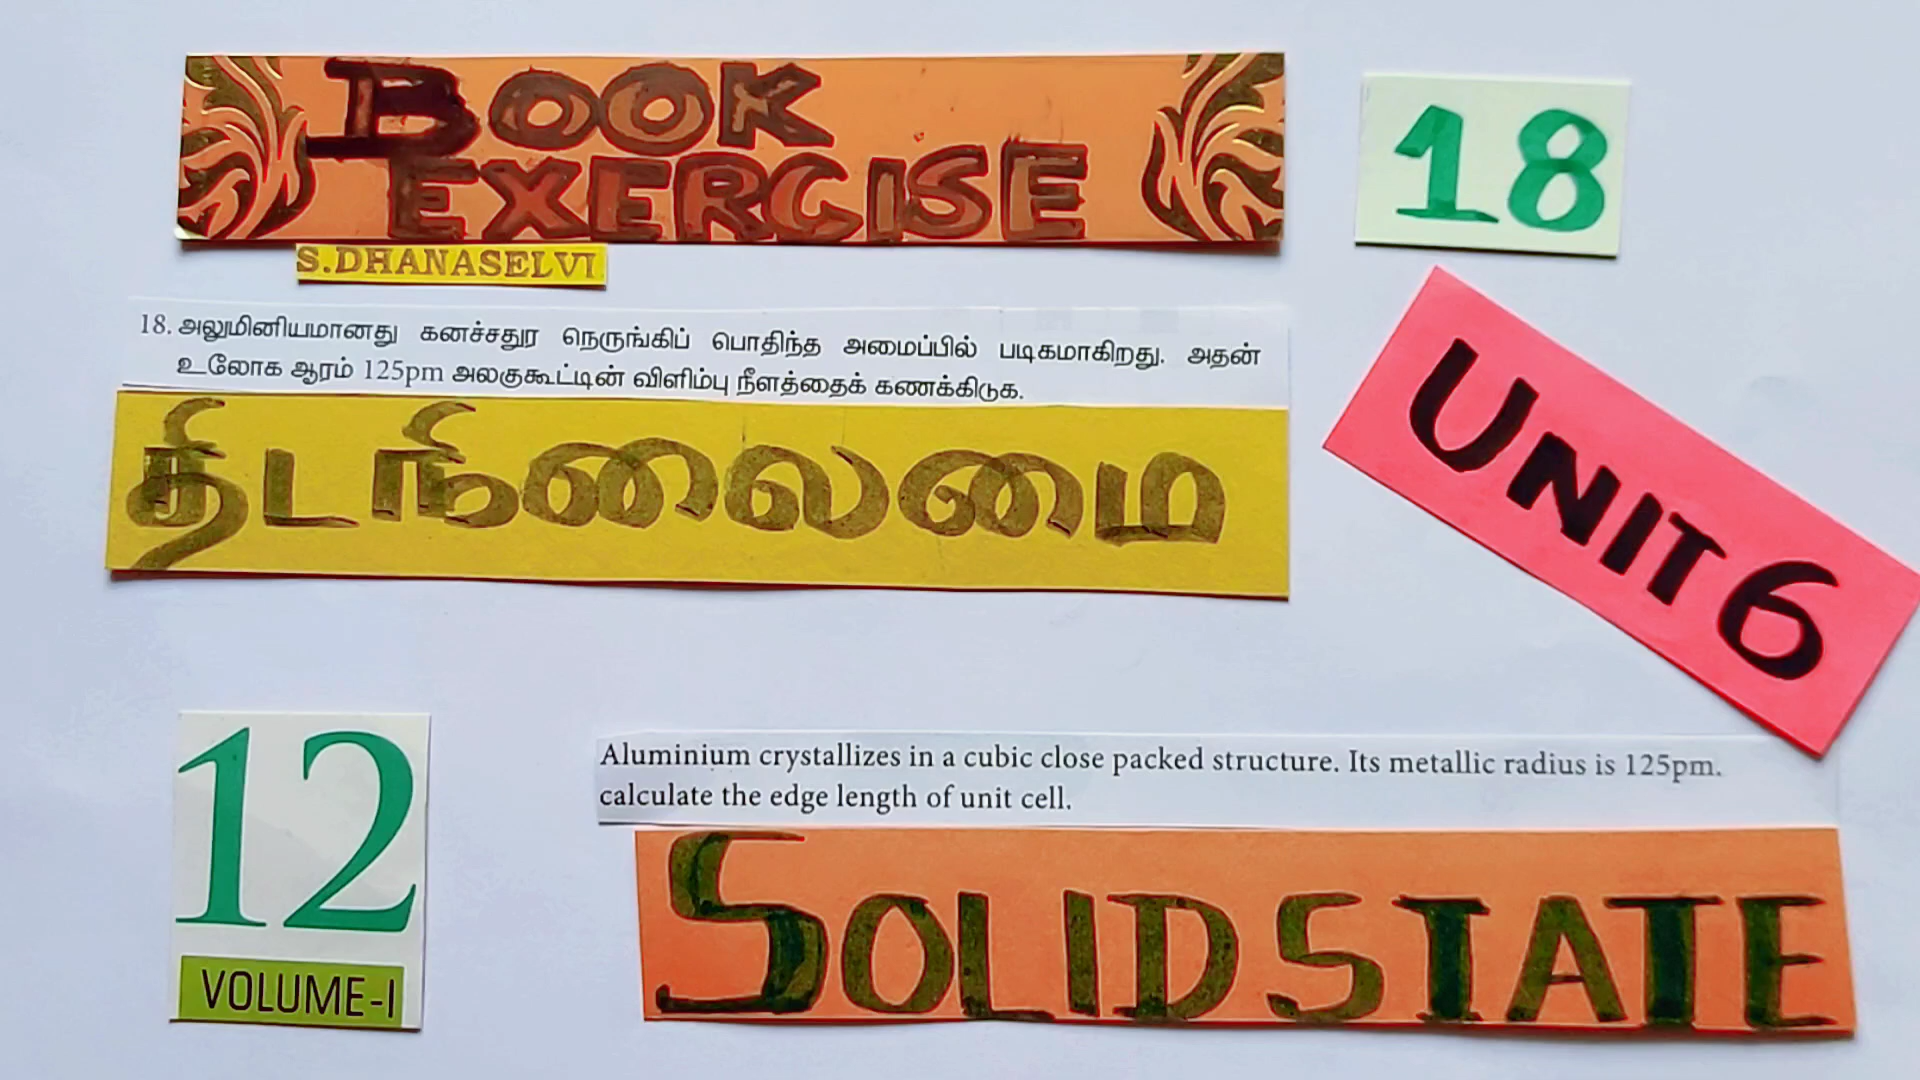 BOOK
EXERCISE
18
S.DHANASELVI
18. அலுமினியமானது கனச்சதுர நெருங்கிப் பொதிந்த அமைப்பில் படிகமாகிறது. அதன்
உலோக ஆரம் 125pm அலகுகூட்டின் விளிம்பு நீளத்தைக் கணக்கிடுக.
திடநிலைமை
UNIT 6
12
VOLUME-I
Aluminium crystallizes in a cubic close packed structure. Its metallic radius is 125pm.
calculate the edge length of unit cell.
SOLID STATE